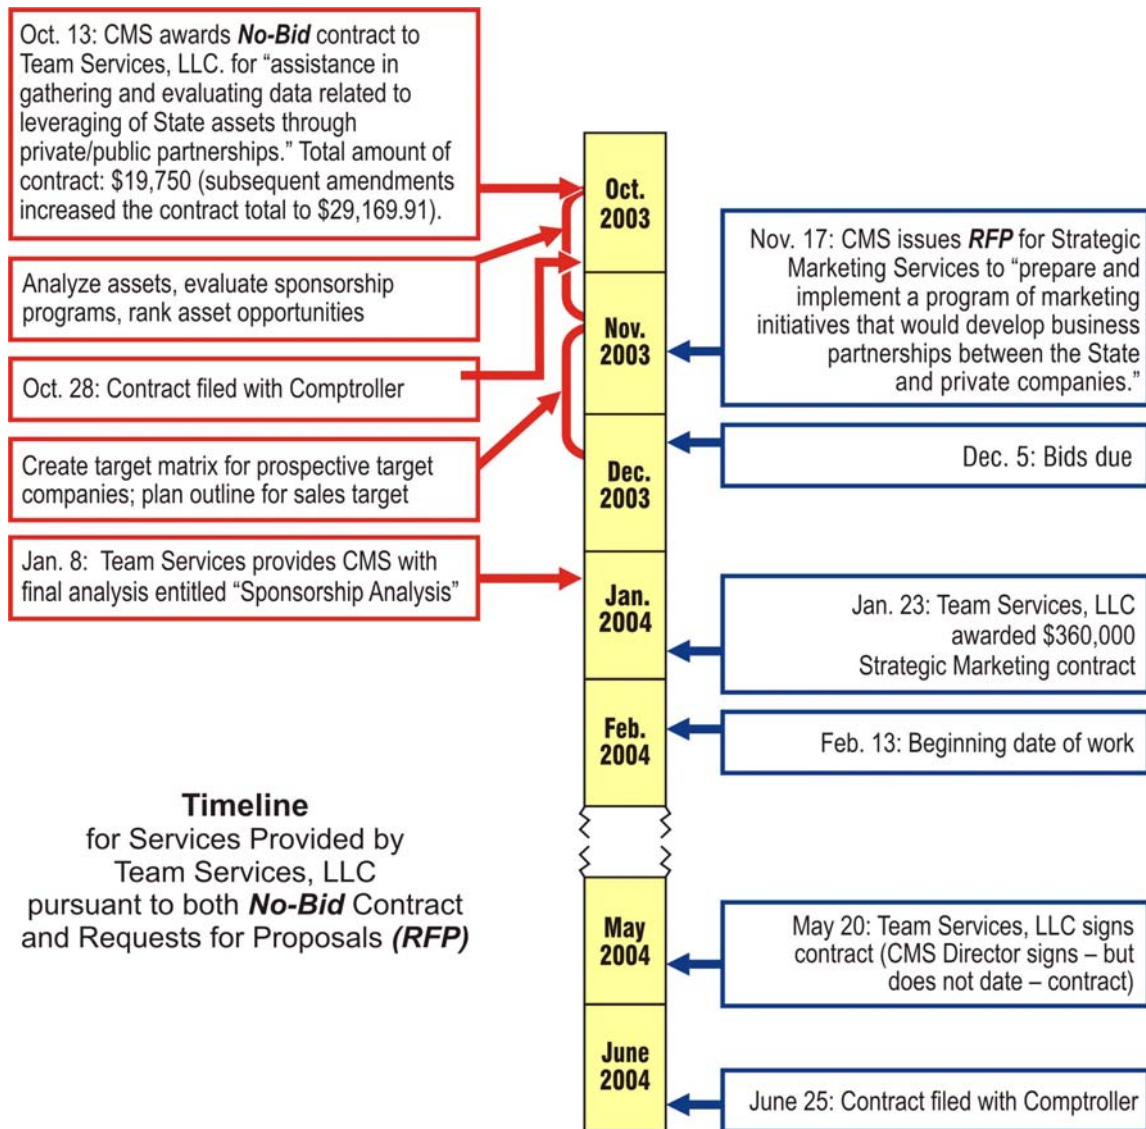 Oct. 13: CMS awards No-Bid contract to
Team Services, LLC. for “assistance in
gathering and evaluating data related to
leveraging of State assets through
private/public partnerships.” Total amount of
contract: $19,750 (subsequent amendments
increased the contract total to $29,169.91).
Analyze assets, evaluate sponsorship
programs, rank asset opportunities
Oct. 28: Contract filed with Comptroller
Create target matrix for prospective target
companies; plan outline for sales target
Jan. 8: Team Services provides CMS with
final analysis entitled “Sponsorship Analysis”
Timeline
for Services Provided by
Team Services, LLC
pursuant to both No-Bid Contract
and Requests for Proposals (RFP)
Oct.
2003
Nov.
2003
Dec.
2003
Jan.
2004
Feb.
2004
May
2004
June
2004
Nov. 17: CMS issues RFP for Strategic
Marketing Services to “prepare and
implement a program of marketing
initiatives that would develop business
partnerships between the State
and private companies.”
Dec. 5: Bids due
Jan. 23: Team Services, LLC
awarded $360,000
Strategic Marketing contract
Feb. 13: Beginning date of work
May 20: Team Services, LLC signs
contract (CMS Director signs – but
does not date – contract)
June 25: Contract filed with Comptroller